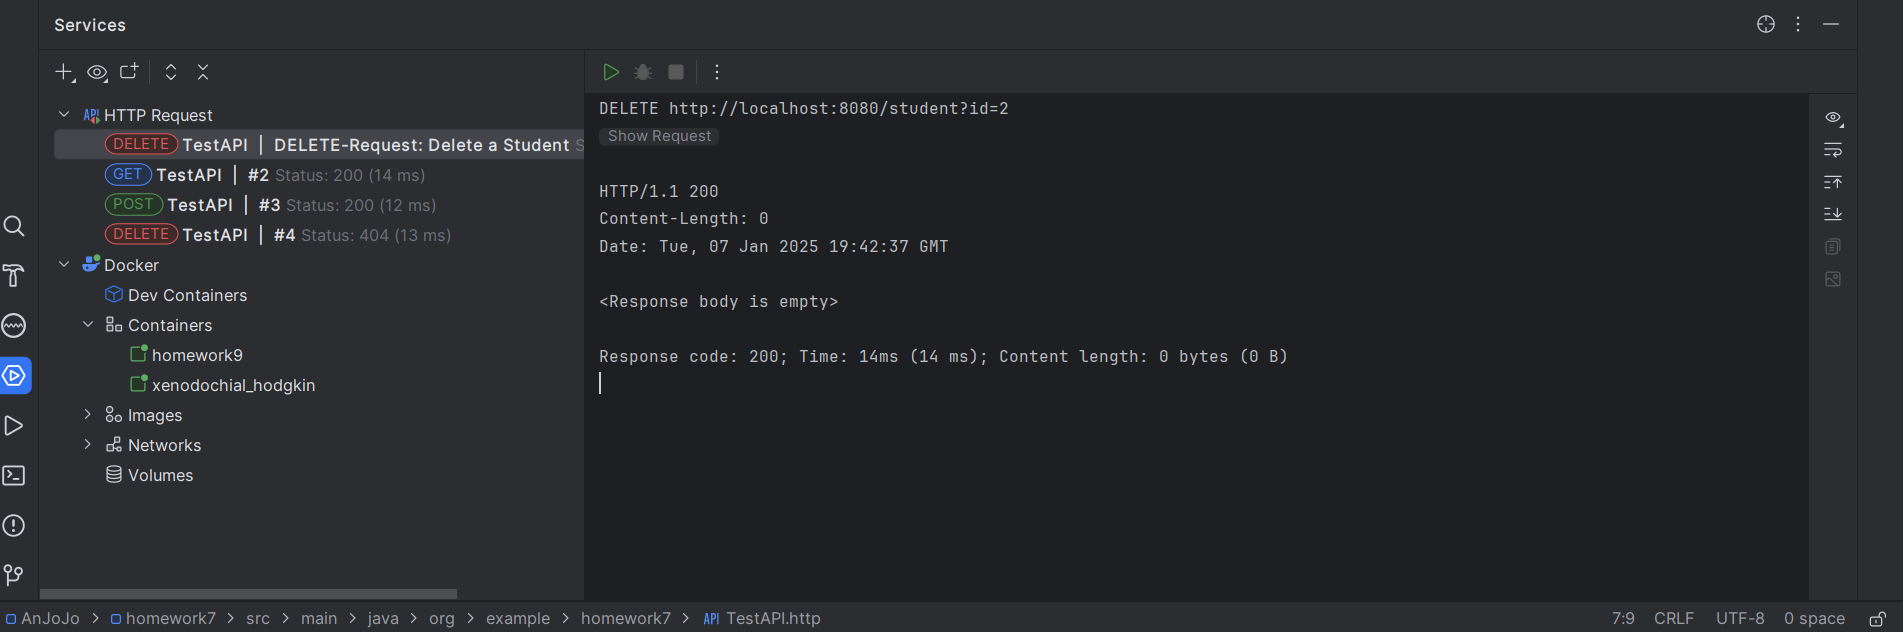 Services
HTTP Request
DELETE TestAPI | DELETE-Request: Delete a Student S
GET TestAPI | #2 Status: 200 (14 ms)
POST TestAPI | #3 Status: 200 (12 ms)
DELETE TestAPI | #4 Status: 404 (13 ms)
Docker
Dev Containers
Containers
homework9
xenodochial_hodgkin
Images
Networks
Volumes
DELETE http://localhost:8080/student?id=2
Show Request
HTTP/1.1 200
Content-Length: 0
Date: Tue, 07 Jan 2025 19:42:37 GMT
<Response body is empty>
Response code: 200; Time: 14ms (14 ms); Content length: 0 bytes (0 B)
AnJoJo > homework7 > src > main > java > org > example > homework7 > API TestAPI.http
7:9 CRLF UTF-8 0 space